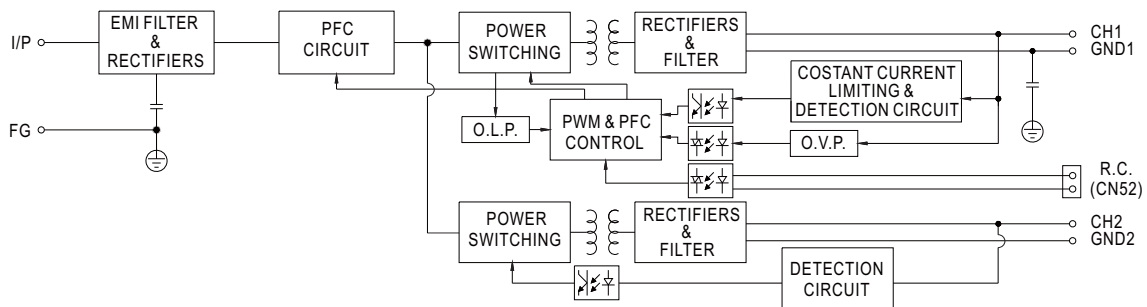 I/P
EMI FILTER
&
RECTIFIERS
PFC
CIRCUIT
POWER
SWITCHING
RECTIFIERS
&
FILTER
CH1
GND1
COSTANT CURRENT
LIMITING &
DETECTION CIRCUIT
FG
O.L.P.
PWM & PFC
CONTROL
O.V.P.
R.C.
(CN52)
POWER
SWITCHING
RECTIFIERS
&
FILTER
CH2
GND2
DETECTION
CIRCUIT